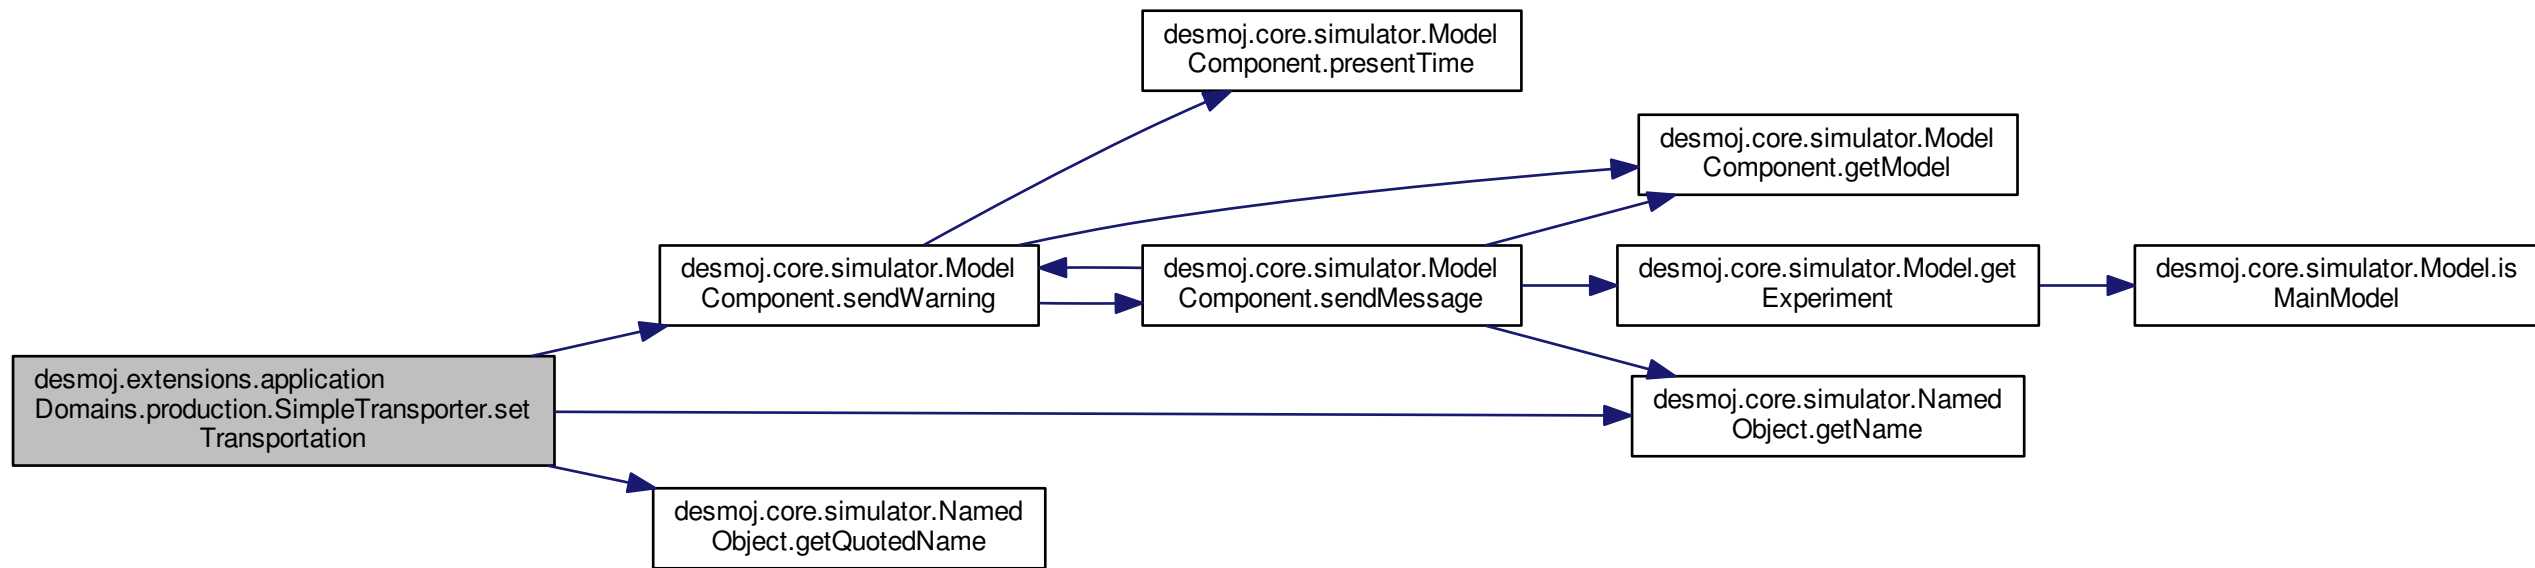 desmoj.core.simulator.Model
Component.presentTime
desmoj.core.simulator.Model
Component.getModel
desmoj.core.simulator.Model
Component.sendWarning
desmoj.core.simulator.Model
Component.sendMessage
desmoj.core.simulator.Model.get
Experiment
desmoj.core.simulator.Model.is
MainModel
desmoj.extensions.application
Domains.production.SimpleTransporter.set
Transportation
desmoj.core.simulator.Named
Object.getName
desmoj.core.simulator.Named
Object.getQuotedName